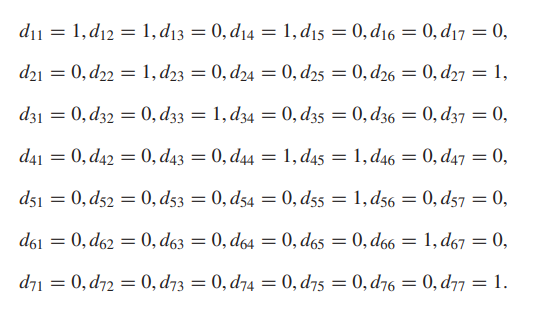 d₁₁ = 1, d₁₂ = 1, d₁₃ = 0, d₁₄ = 1, d₁₅ = 0, d₁₆ = 0, d₁₇ = 0,
d₂₁ = 0, d₂₂ = 1, d₂₃ = 0, d₂₄ = 0, d₂₅ = 0, d₂₆ = 0, d₂₇ = 1,
d₃₁ = 0, d₃₂ = 0, d₃₃ = 1, d₃₄ = 0, d₃₅ = 0, d₃₆ = 0, d₃₇ = 0,
d₄₁ = 0, d₄₂ = 0, d₄₃ = 0, d₄₄ = 1, d₄₅ = 1, d₄₆ = 0, d₄₇ = 0,
d₅₁ = 0, d₅₂ = 0, d₅₃ = 0, d₅₄ = 0, d₅₅ = 1, d₅₆ = 0, d₅₇ = 0,
d₆₁ = 0, d₆₂ = 0, d₆₃ = 0, d₆₄ = 0, d₆₅ = 0, d₆₆ = 1, d₆₇ = 0,
d₇₁ = 0, d₇₂ = 0, d₇₃ = 0, d₇₄ = 0, d₇₅ = 0, d₇₆ = 0, d₇₇ = 1.